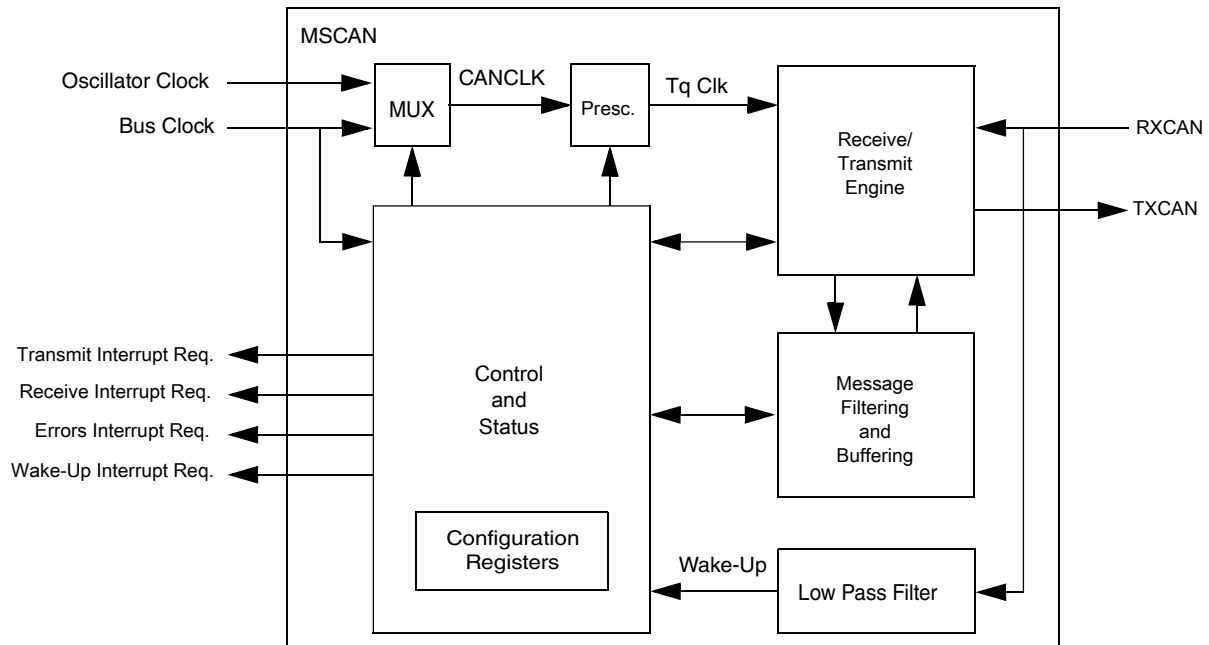 MSCAN
Oscillator Clock
Bus Clock
MUX
CANCLK
Presc.
Tq Clk
Receive/
Transmit
Engine
RXCAN
TXCAN
Transmit Interrupt Req.
Receive Interrupt Req.
Errors Interrupt Req.
Wake-Up Interrupt Req.
Control
and
Status
Message
Filtering
and
Buffering
Configuration
Registers
Wake-Up
Low Pass Filter